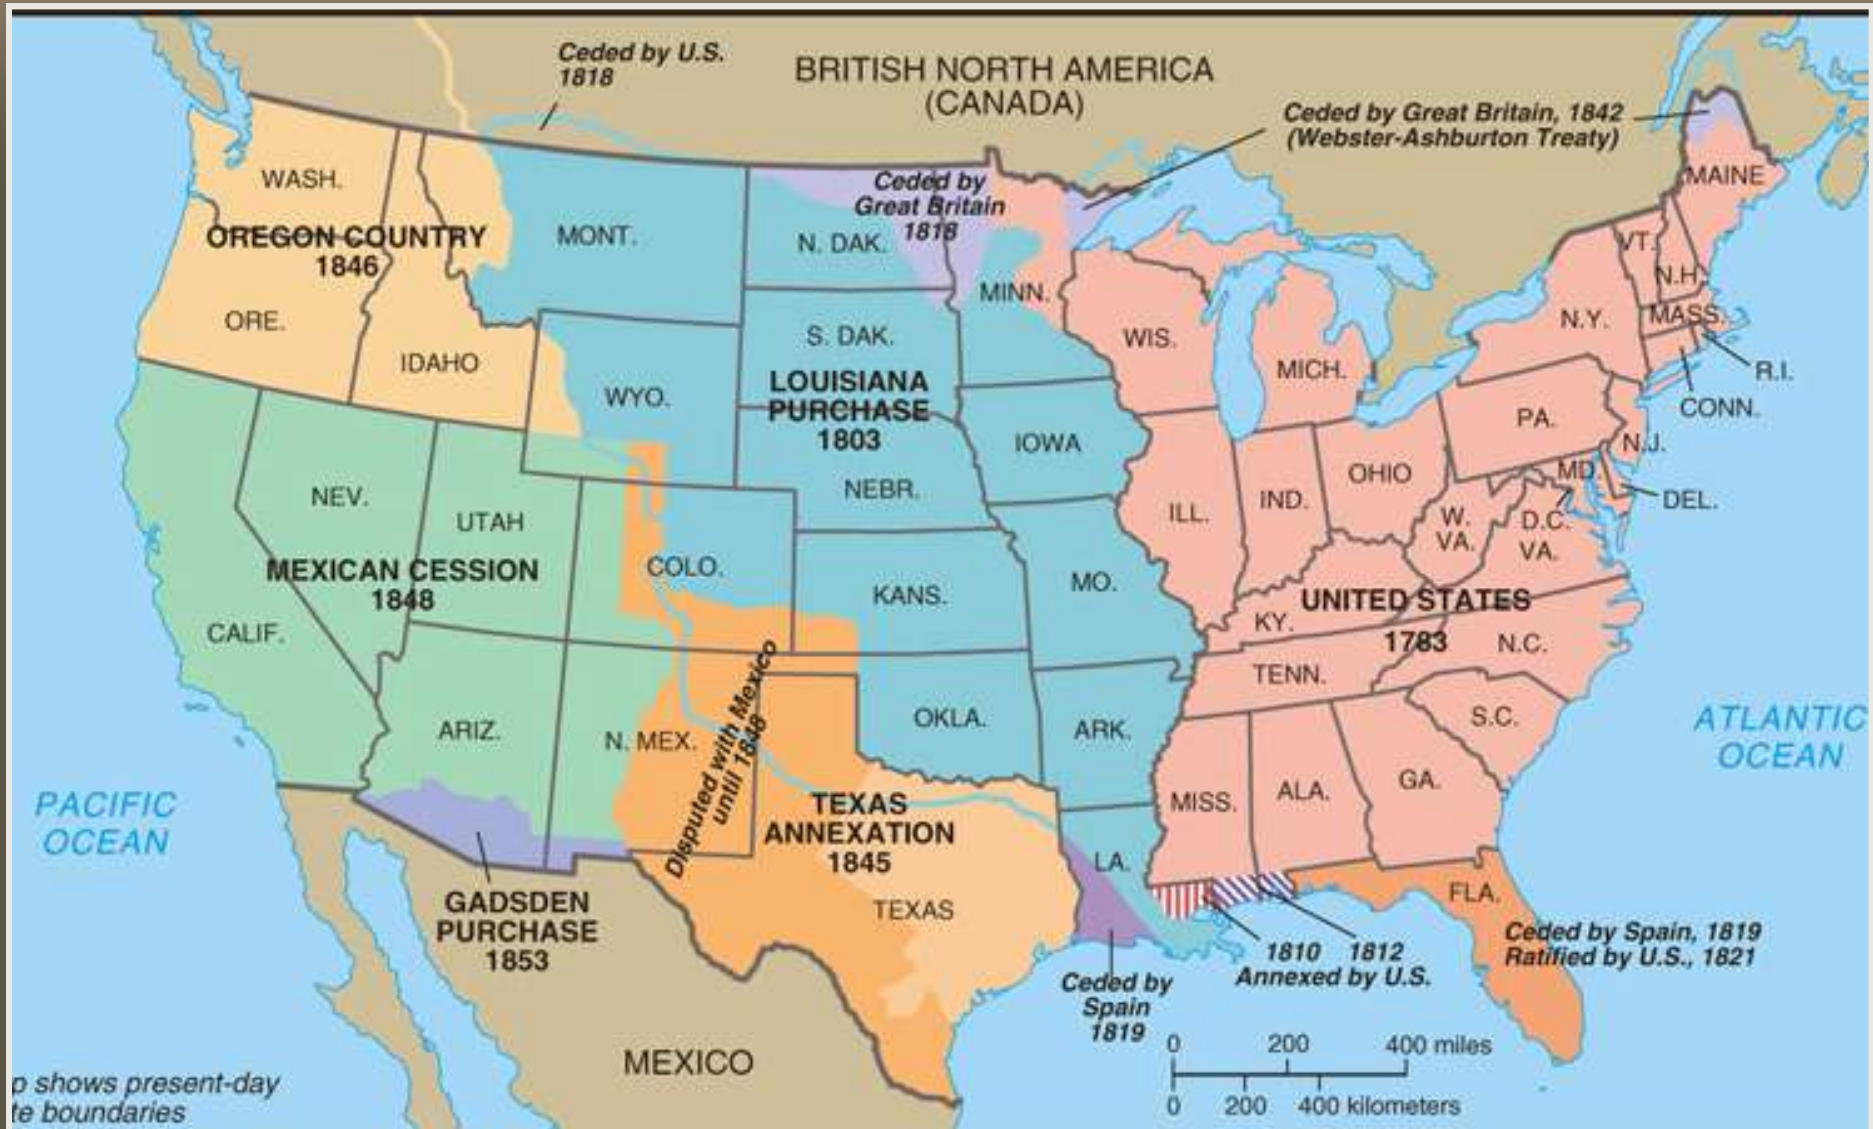 Ceded by U.S.
1818
BRITISH NORTH AMERICA
(CANADA)
Ceded by Great Britain, 1842
(Webster-Ashburton Treaty)
WASH.
OREGON COUNTRY
1846
ORE.
IDAHO
MONT.
Ceded by
Great Britain
1818
N. DAK.
MINN.
S. DAK.
WYO.
LOUISIANA
PURCHASE
1803
NEBR.
IOWA
WIS.
MICH.
MAINE
VT.
N.H.
MASS.
N.Y.
R.I.
CONN.
PA.
N.J.
MD.
DEL.
OHIO
IND.
ILL.
W.
VA.
D.C.
VA.
NEV.
UTAH
MEXICAN CESSION
1848
CALIF.
COLO.
KANS.
MO.
KY.
UNITED STATES
1783
N.C.
TENN.
S.C.
ARIZ.
N. MEX.
Disputed with Mexico
until 1848
OKLA.
ARK.
MISS.
ALA.
GA.
ATLANTIC
OCEAN
PACIFIC
OCEAN
TEXAS
ANNEXATION
1845
TEXAS
LA.
FLA.
GADSDEN
PURCHASE
1853
Ceded by
Spain
1819
1810 1812
Annexed by U.S.
Ceded by Spain, 1819
Ratified by U.S., 1821
MEXICO
0 200 400 miles
0 200 400 kilometers
p shows present-day
te boundaries